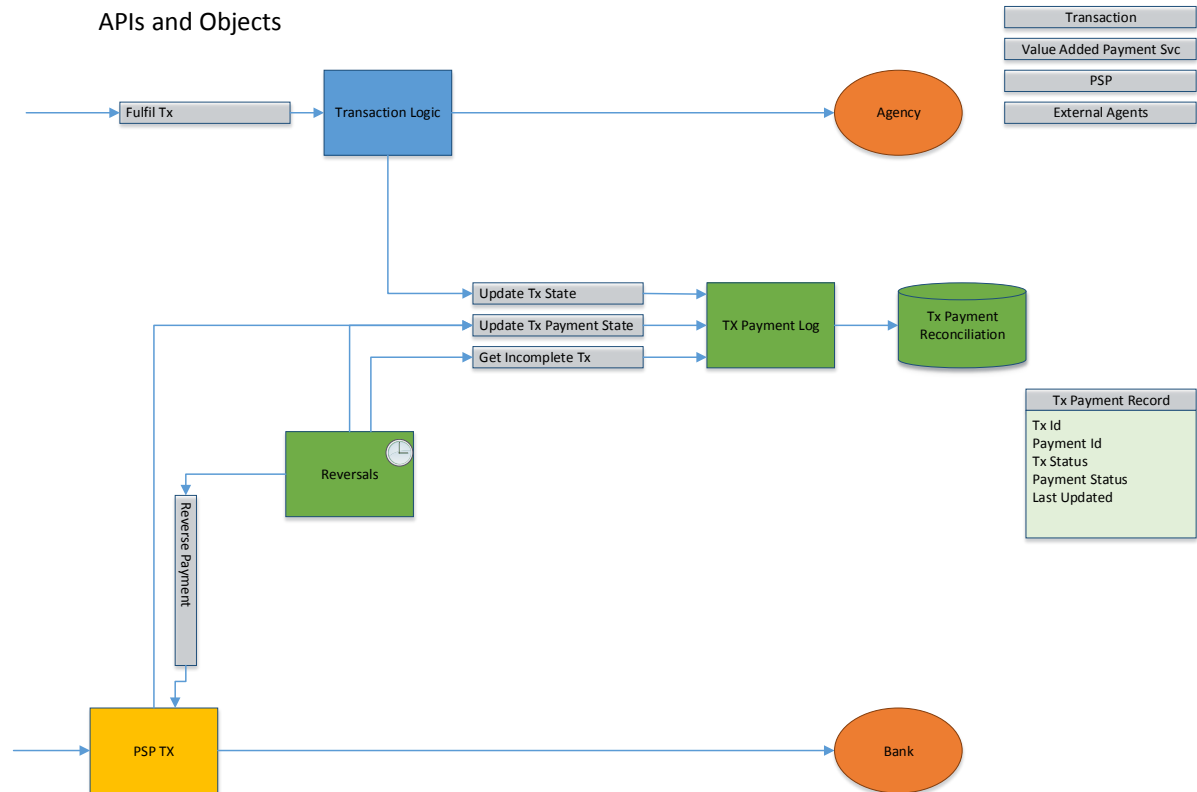 APIs and Objects
Transaction
Value Added Payment Svc
PSP
External Agents
Fulfil Tx
Transaction Logic
Agency
Update Tx State
Update Tx Payment State
Get Incomplete Tx
TX Payment Log
Tx Payment
Reconciliation
Tx Payment Record
Tx Id
Payment Id
Tx Status
Payment Status
Last Updated
Reversals
Reverse Payment
PSP TX
Bank